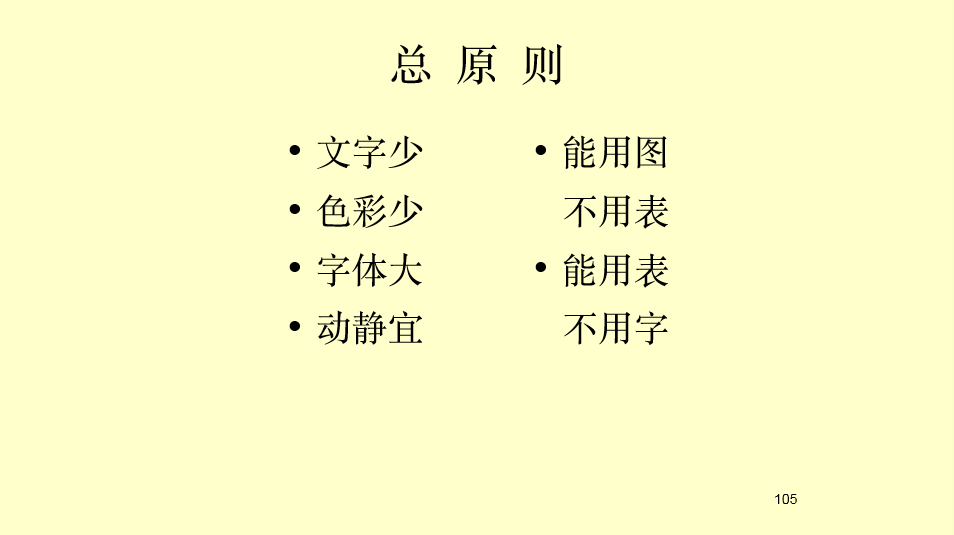 总 原 则
• 文字少
• 色彩少
• 字体大
• 动静宜
• 能用图
不用表
• 能用表
不用字
105